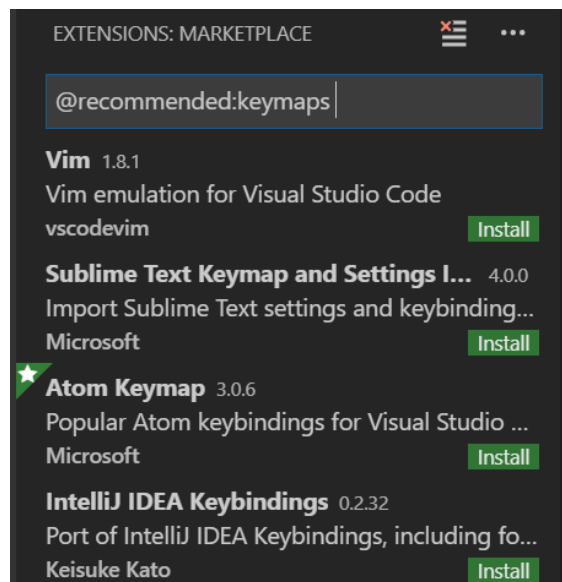 EXTENSIONS: MARKETPLACE
@recommended:keymaps
Vim 1.8.1
Vim emulation for Visual Studio Code
vscodevim Install
Sublime Text Keymap and Settings I... 4.0.0
Import Sublime Text settings and keybinding...
Microsoft Install
Atom Keymap 3.0.6
Popular Atom keybindings for Visual Studio ...
Microsoft Install
IntelliJ IDEA Keybindings 0.2.32
Port of IntelliJ IDEA Keybindings, including fo...
Keisuke Kato Install